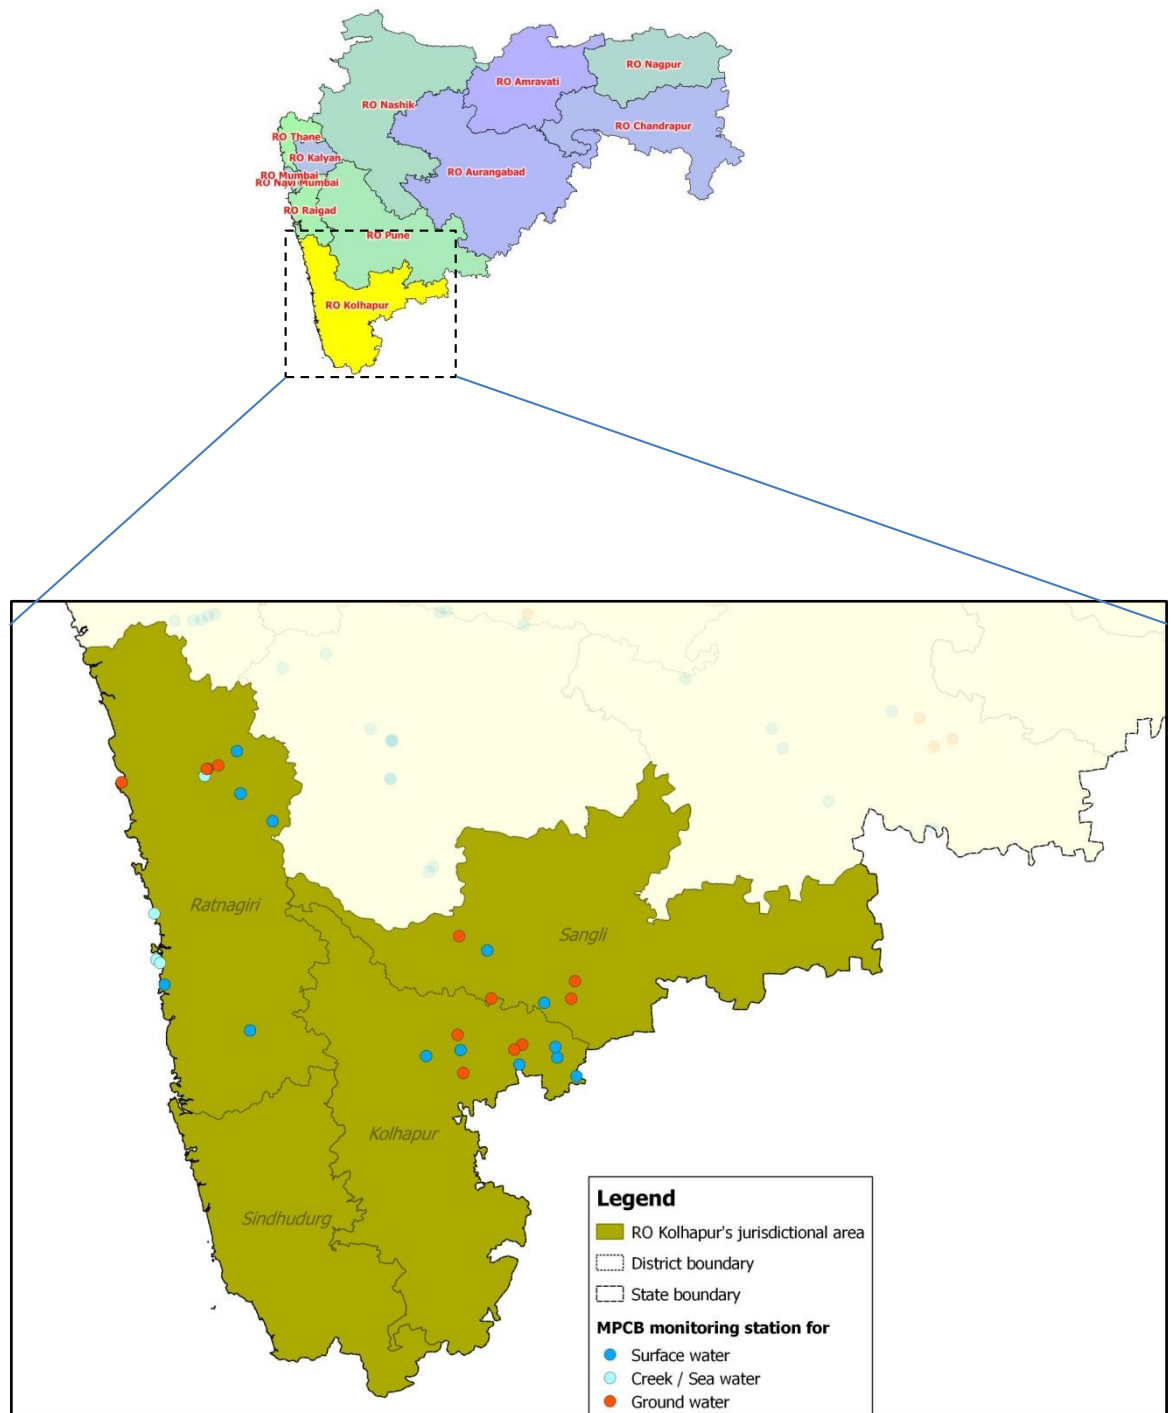 RO Nagpur
RO Amravati
RO Nashik
RO Chandrapur
RO Thane
RO Kalyan
RO Aurangabad
RO Mumbai
RO Navi Mumbai
RO Raigad
RO Pune
RO Kolhapur
Ratnagiri
Sangli
Kolhapur
Sindhudurg
Legend
RO Kolhapur's jurisdictional area
District boundary
State boundary
MPCB monitoring station for
Surface water
Creek / Sea water
Ground water